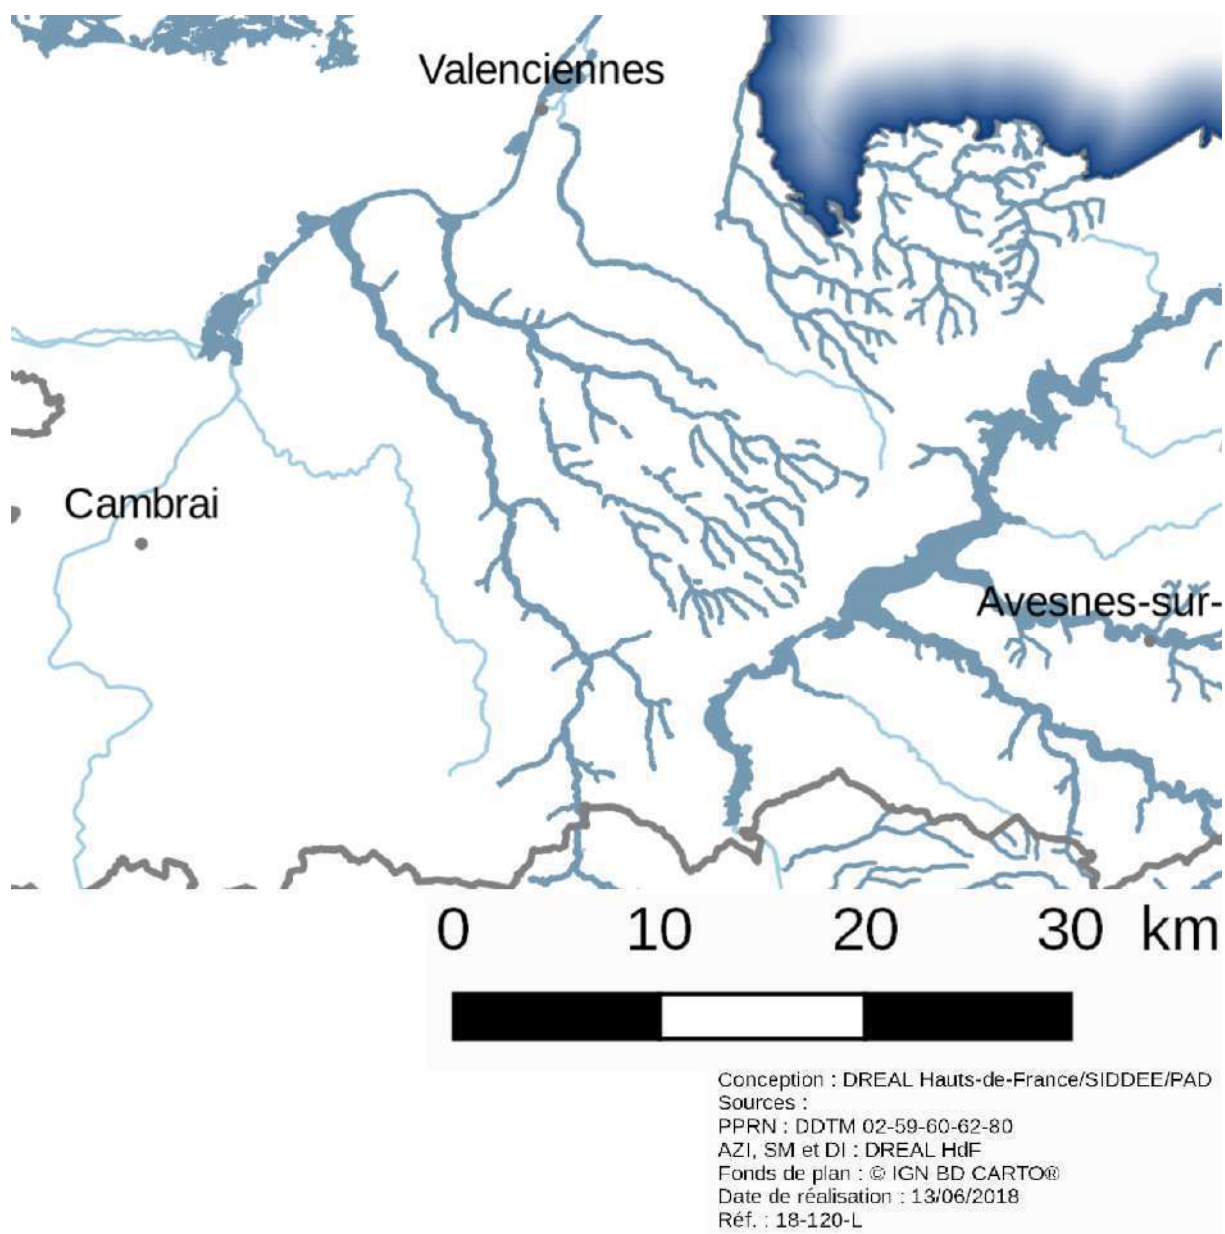 Valenciennes
Cambrai
Avesnes-sur-
0 10 20 30 km
Conception : DREAL Hauts-de-France/SIDDEE/PAD
Sources :
PPRN : DDTM 02-59-60-62-80
AZI, SM et DI : DREAL HdF
Fonds de plan : © IGN BD CARTO®
Date de réalisation : 13/06/2018
Réf. : 18-120-L